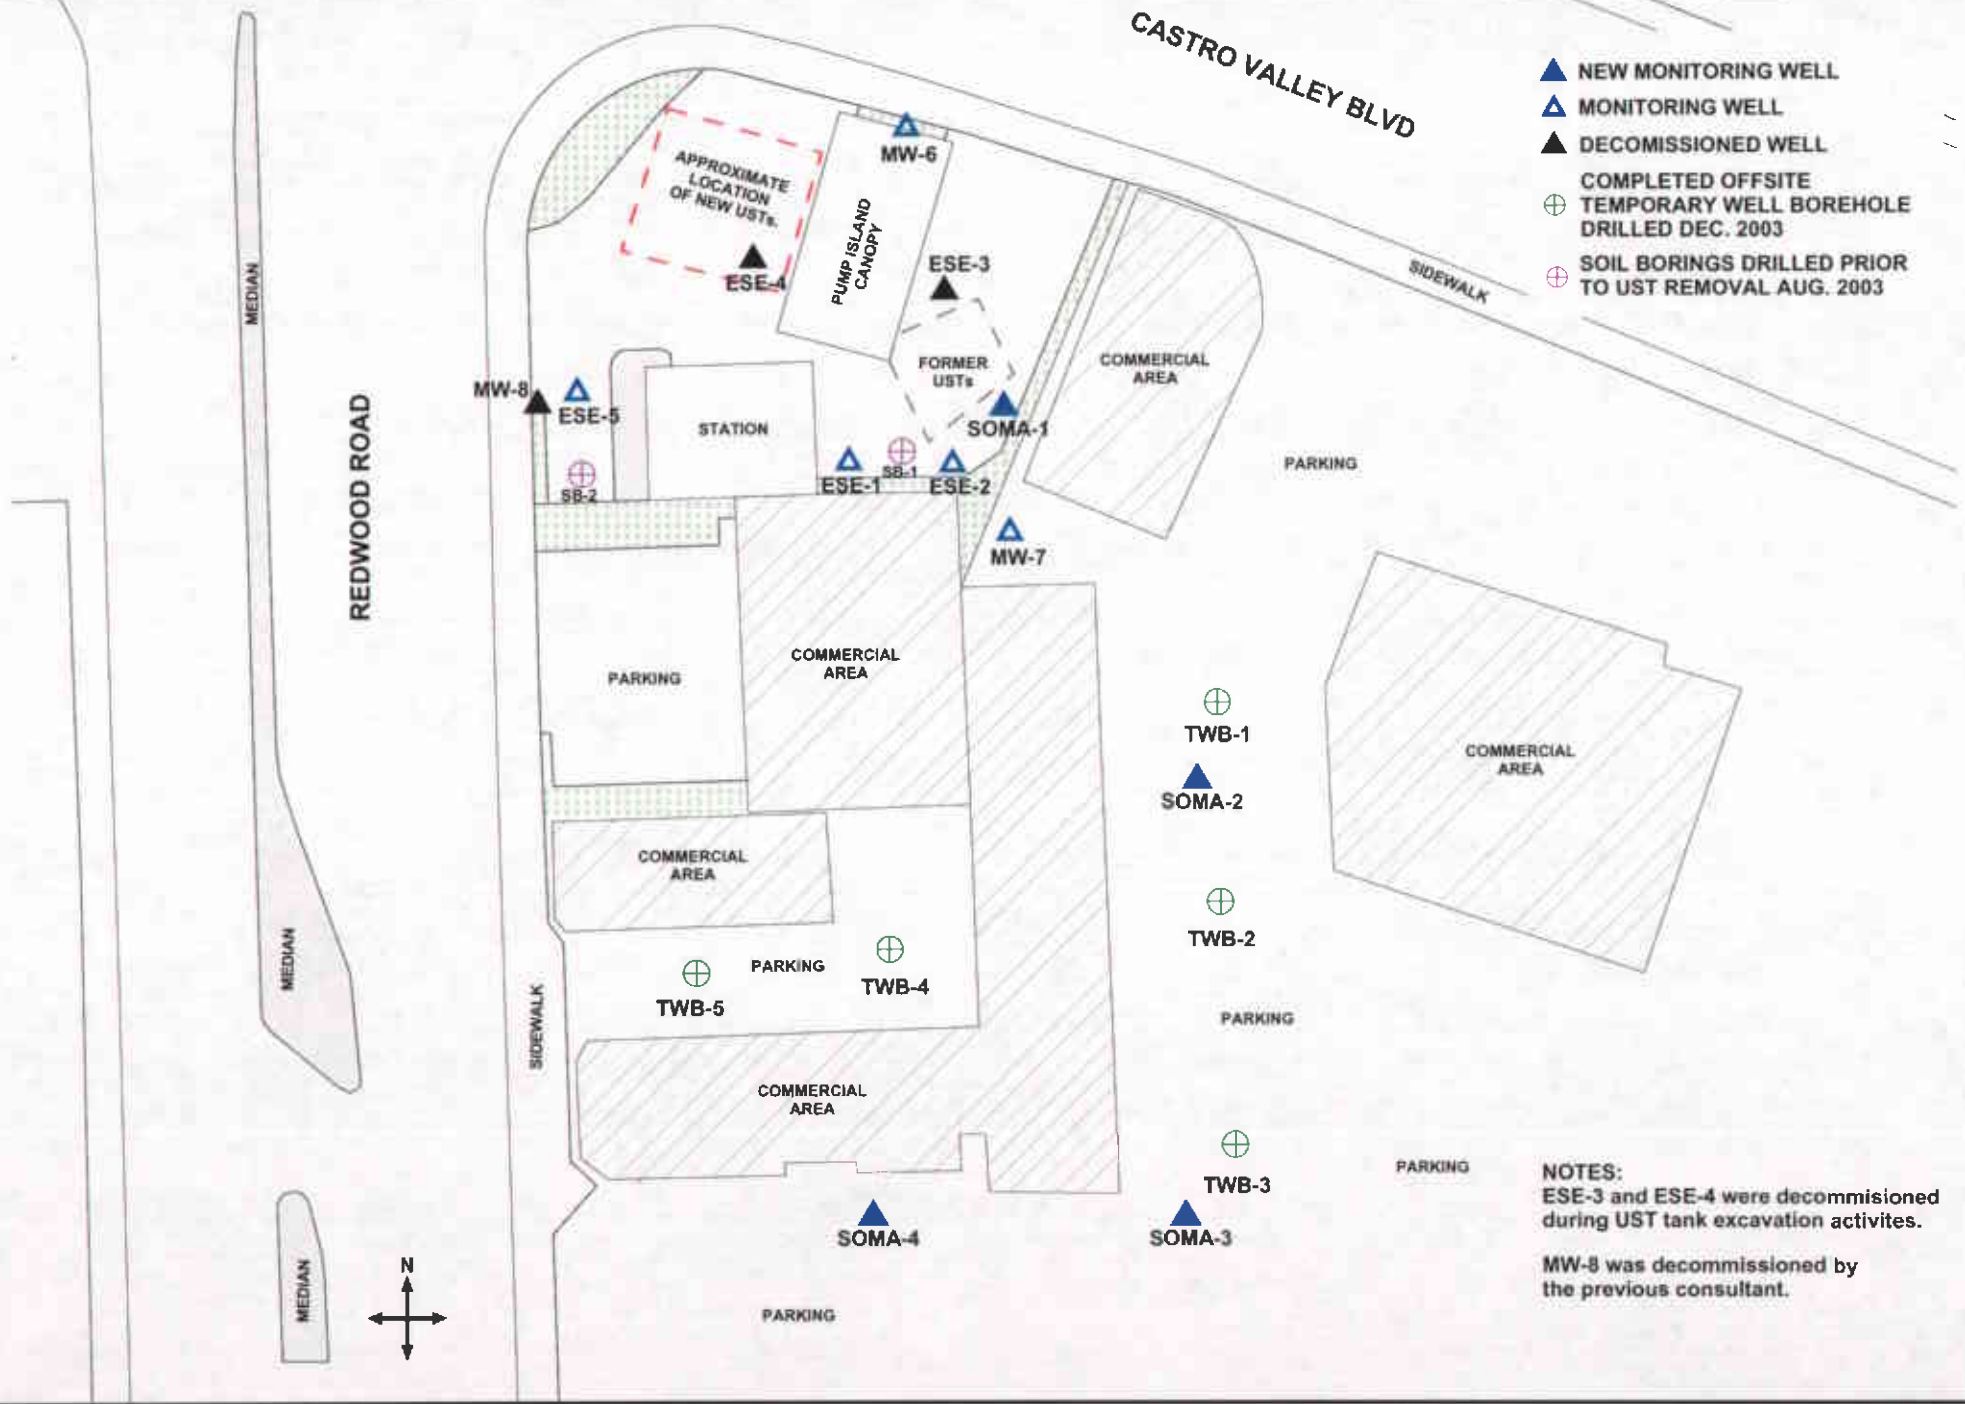 CASTRO VALLEY BLVD
NEW MONITORING WELL
MONITORING WELL
DECOMISSIONED WELL
COMPLETED OFFSITE
TEMPORARY WELL BOREHOLE
DRILLED DEC. 2003
SOIL BORINGS DRILLED PRIOR
TO UST REMOVAL AUG. 2003
MW-6
APPROXIMATE
LOCATION
OF NEW USTs.
PUMP ISLAND
CANOPY
ESE-4
ESE-3
SIDEWALK
MEDIAN
FORMER
USTs
COMMERCIAL
AREA
MW-8
ESE-5
STATION
SOMA-1
REDWOOD ROAD
PARKING
SB-2
ESE-1
SB-1
ESE-2
MW-7
COMMERCIAL
AREA
PARKING
TWB-1
COMMERCIAL
AREA
SOMA-2
COMMERCIAL
AREA
TWB-2
MEDIAN
PARKING
TWB-4
TWB-5
SIDEWALK
PARKING
COMMERCIAL
AREA
TWB-3
PARKING
SOMA-4
SOMA-3
MEDIAN
N
PARKING
NOTES:
ESE-3 and ESE-4 were decommisioned
during UST tank excavation activites.
MW-8 was decommissioned by
the previous consultant.